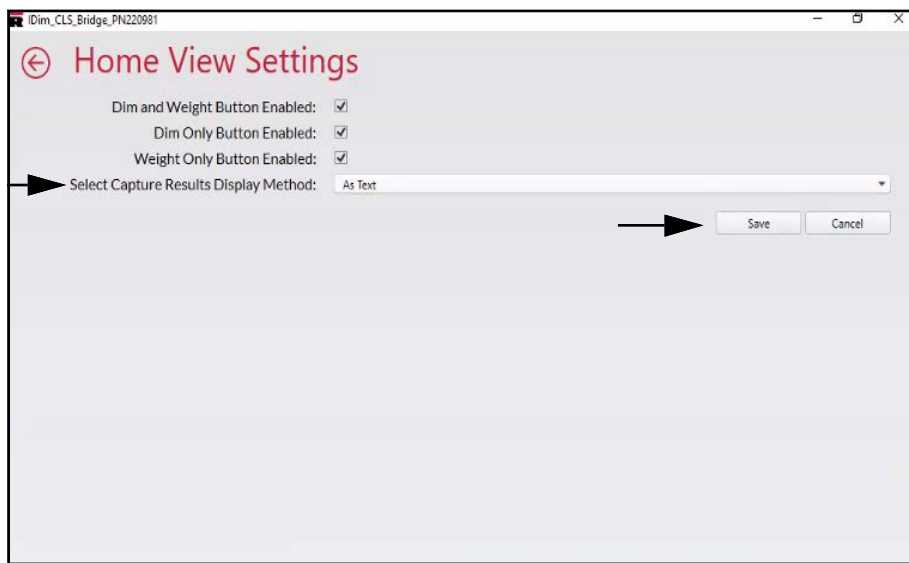 IDim_CLS_Bridge_PN220981
Home View Settings
Dim and Weight Button Enabled:
Dim Only Button Enabled:
Weight Only Button Enabled:
Select Capture Results Display Method: As Text
Save Cancel